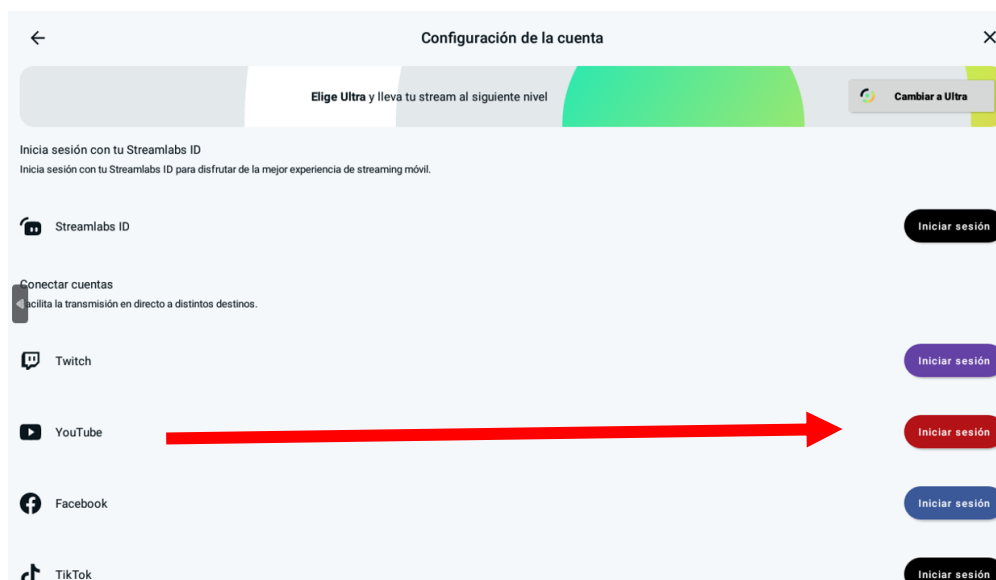 Configuración de la cuenta
Elige Ultra y lleva tu stream al siguiente nivel
Cambiar a Ultra
Inicia sesión con tu Streamlabs ID
Inicia sesión con tu Streamlabs ID para disfrutar de la mejor experiencia de streaming móvil.
Streamlabs ID
Iniciar sesión
Conectar cuentas
acilita la transmisión en directo a distintos destinos.
Twitch
Iniciar sesión
YouTube
Iniciar sesión
Facebook
Iniciar sesión
TikTok
Iniciar sesión